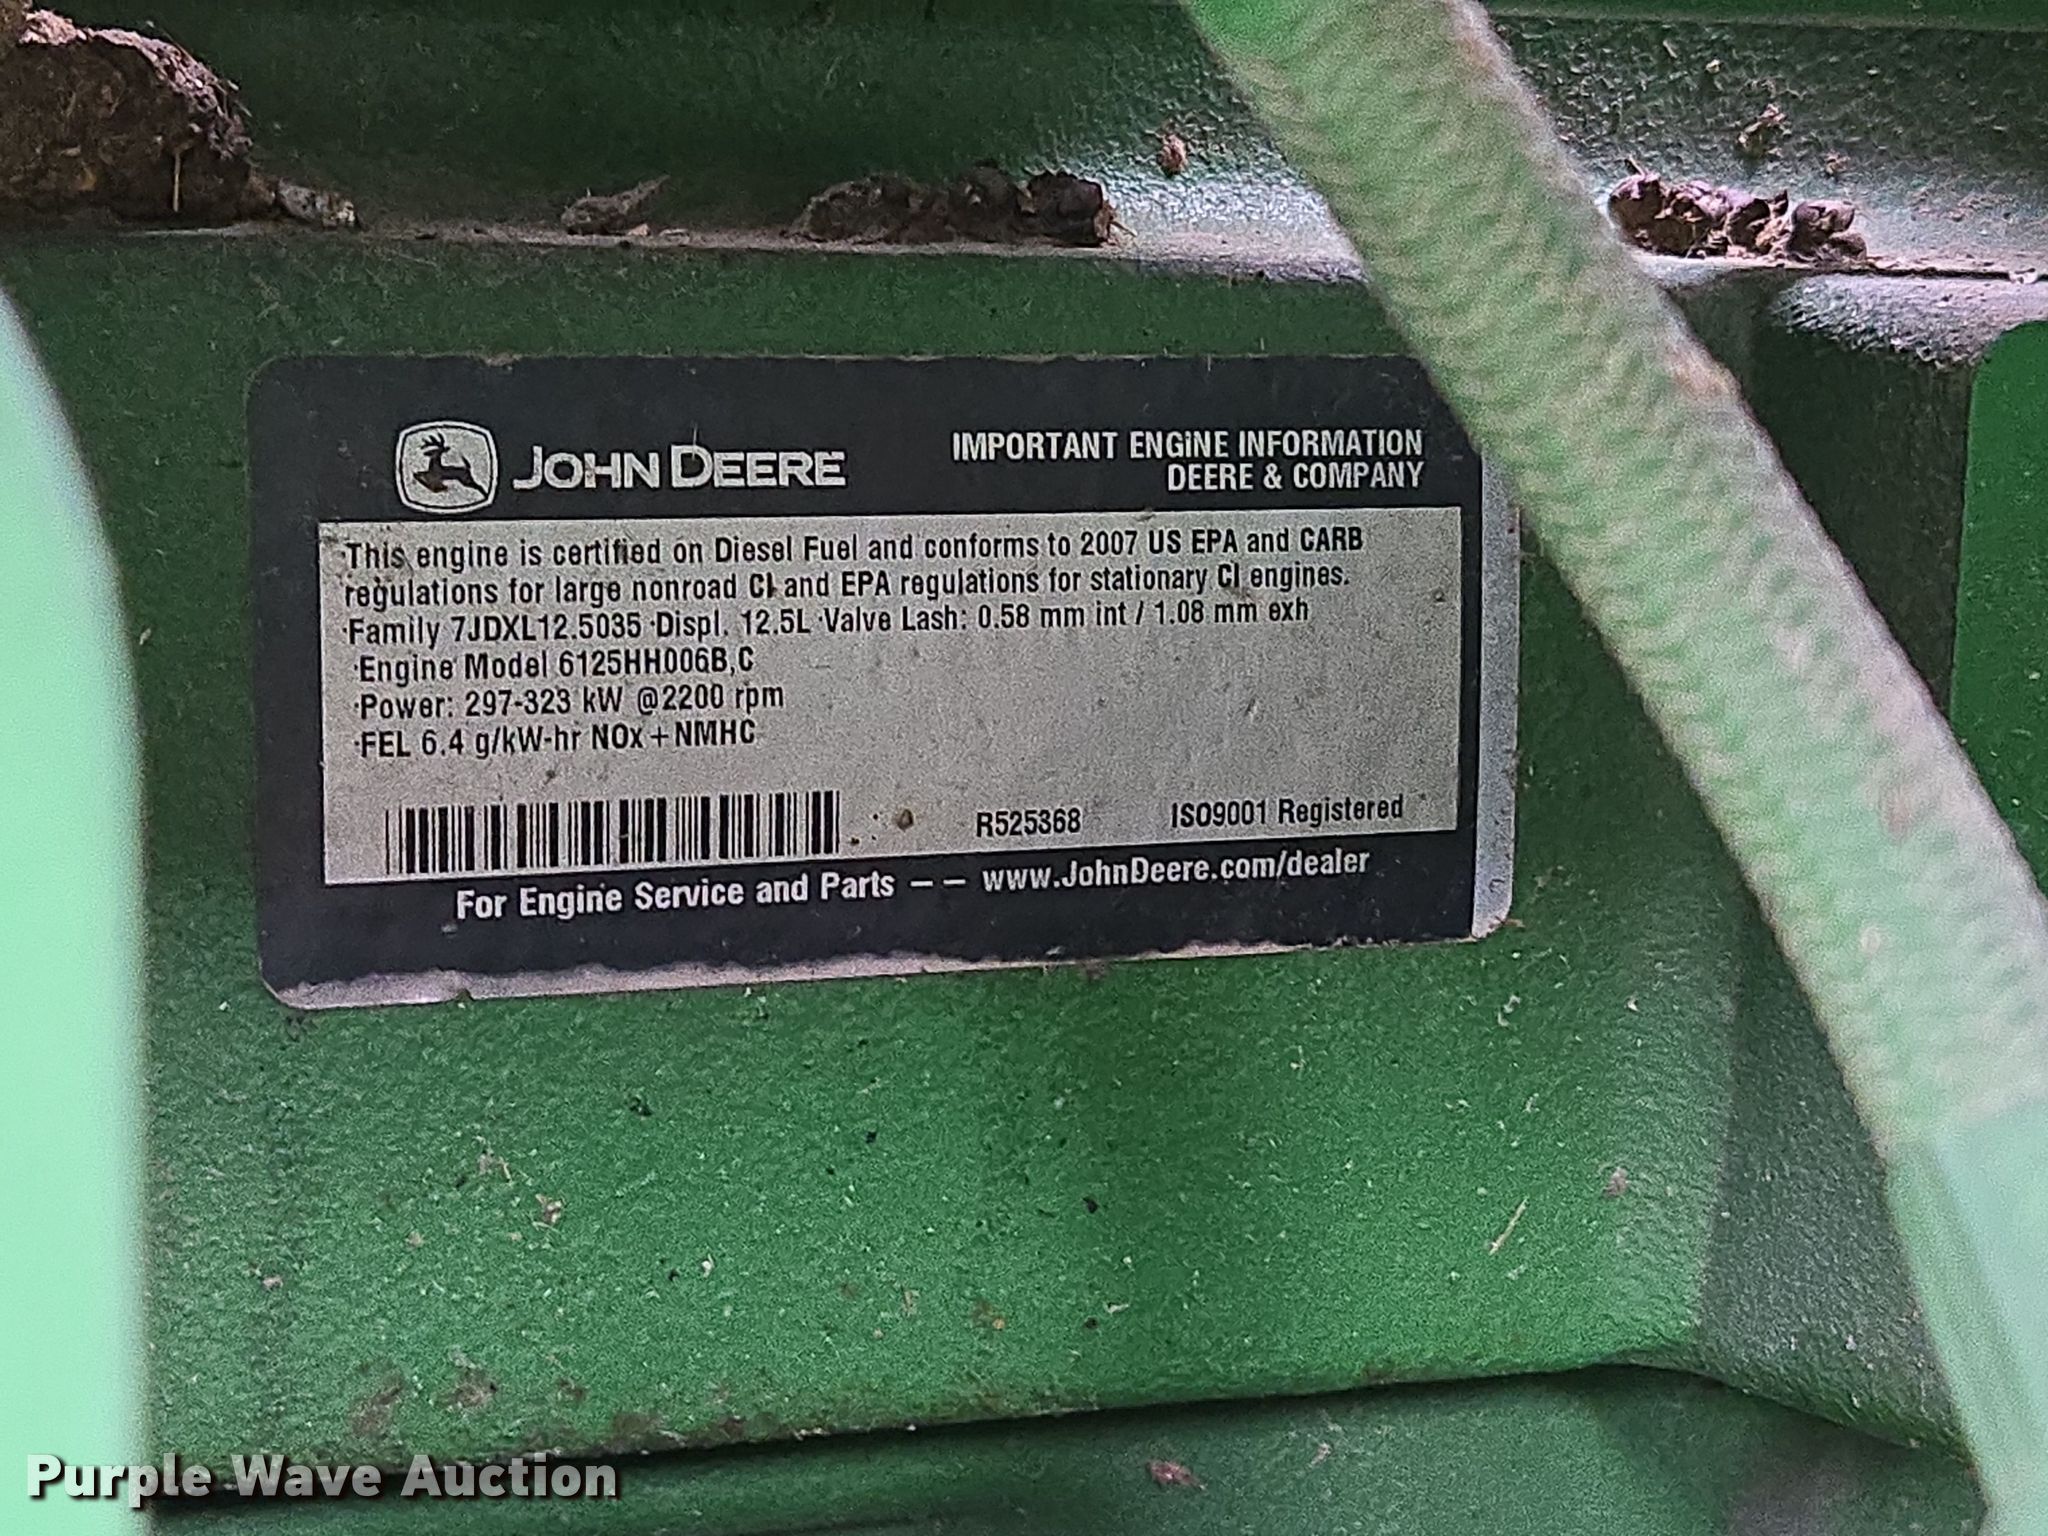 JOHN DEERE
IMPORTANT ENGINE INFORMATION
DEERE & COMPANY
·This engine is certified on Diesel Fuel and conforms to 2007 US EPA and CARB
regulations for large nonroad CI and EPA regulations for stationary CI engines.
·Family 7JDXL12.5035 ·Displ. 12.5L ·Valve Lash: 0.58 mm int / 1.08 mm exh
·Engine Model 6125HH006B,C
·Power: 297-323 kW @2200 rpm
·FEL 6.4 g/kW-hr NOx+NMHC
R525368 ISO9001 Registered
For Engine Service and Parts -- www.JohnDeere.com/dealer
Purple Wave Auction